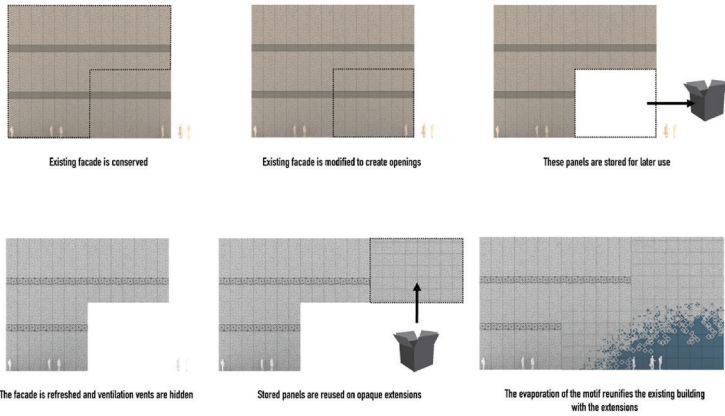 Existing facade is conserved
Existing facade is modified to create openings
These panels are stored for later use
The facade is refreshed and ventilation vents are hidden
Stored panels are reused on opaque extensions
The evaporation of the motif reunifies the existing building
with the extensions